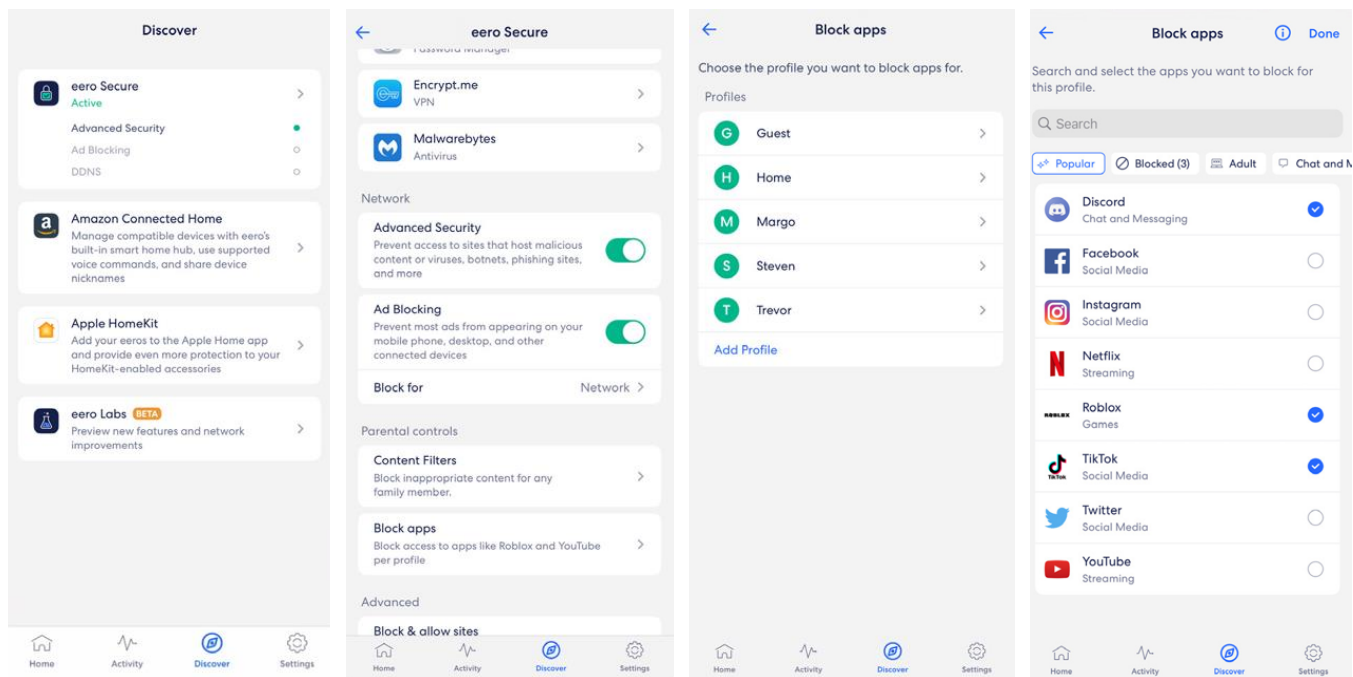 Discover
eero Secure
Active
Advanced Security
Ad Blocking
DDNS
Amazon Connected Home
Manage compatible devices with eero's
built-in smart home hub, use supported
voice commands, and share device
nicknames
Apple HomeKit
Add your eeros to the Apple Home app
and provide even more protection to your
HomeKit-enabled accessories
eero Labs BETA
Preview new features and network
improvements
Home
Activity
Discover
Settings
eero Secure
Password Manager
Encrypt.me
VPN
Malwarebytes
Antivirus
Network
Advanced Security
Prevent access to sites that host malicious
content or viruses, botnets, phishing sites,
and more
Ad Blocking
Prevent most ads from appearing on your
mobile phone, desktop, and other
connected devices
Block for Network
Parental controls
Content Filters
Block inappropriate content for any
family member.
Block apps
Block access to apps like Roblox and YouTube
per profile
Advanced
Block & allow sites
Home
Activity
Discover
Settings
Block apps
Choose the profile you want to block apps for.
Profiles
G Guest
H Home
M Margo
S Steven
T Trevor
Add Profile
Home
Activity
Discover
Settings
Block apps
Done
Search and select the apps you want to block for
this profile.
Search
Popular
Blocked (3)
Adult
Chat and M
Discord
Chat and Messaging
Facebook
Social Media
Instagram
Social Media
Netflix
Streaming
ROBLOX
Roblox
Games
TikTok
TikTok
Social Media
Twitter
Social Media
YouTube
Streaming
Home
Activity
Discover
Settings